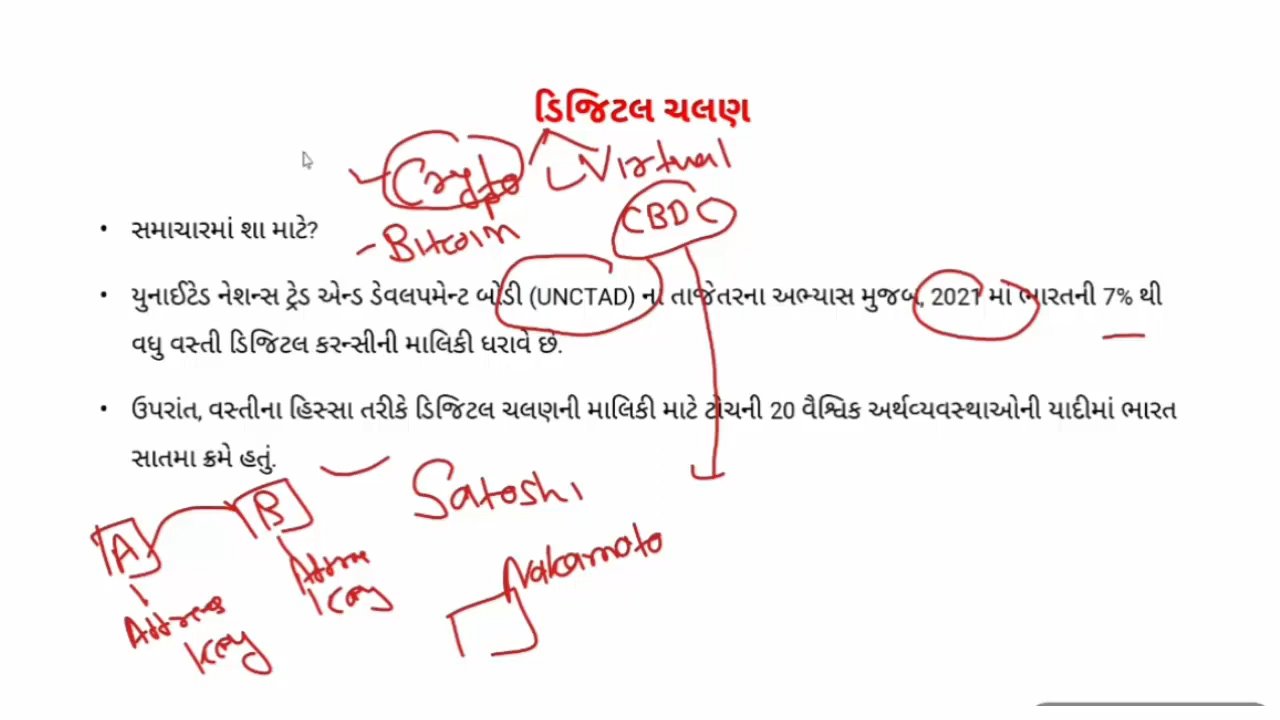 ડિજિટલ ચલણ
Crypto Virtual
CBDC
• સમાચારમાં શા માટે?
- Bitcoin
• યુનાઈટેડ નેશન્સ ટ્રેડ એન્ડ ડેવલપમેન્ટ બોડી (UNCTAD) ના તાજેતરના અભ્યાસ મુજબ, 2021 માં ભારતની 7% થી
વધુ વસ્તી ડિજિટલ કરન્સીની માલિકી ધરાવે છે.
• ઉપરાંત, વસ્તીના હિસ્સા તરીકે ડિજિટલ ચલણની માલિકી માટે ટોચની 20 વૈશ્વિક અર્થવ્યવસ્થાઓની યાદીમાં ભારત
સાતમા ક્રમે હતું.
Satoshi
B
A
Nakamoto
Key
Address
Key